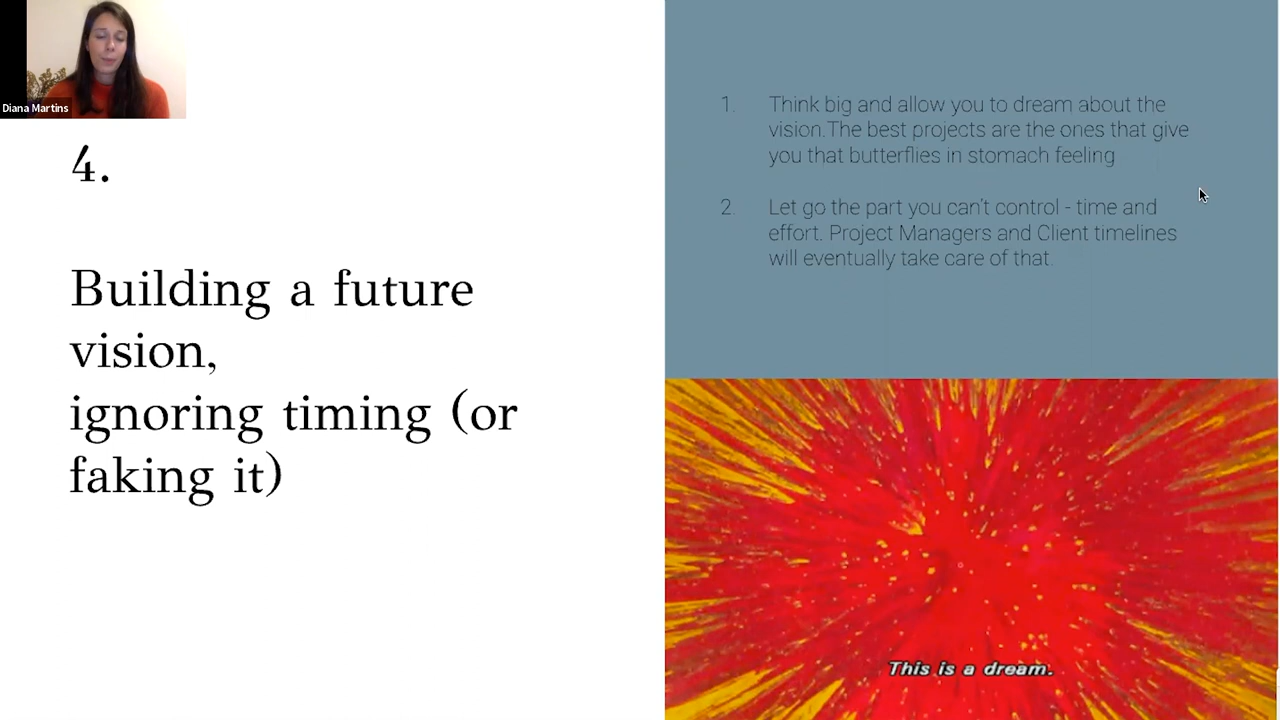 Diana Martins
4.
Building a future
vision,
ignoring timing (or
faking it)
1. Think big and allow you to dream about the
vision.The best projects are the ones that give
you that butterflies in stomach feeling
2. Let go the part you can't control - time and
effort. Project Managers and Client timelines
will eventually take care of that.
This is a dream.